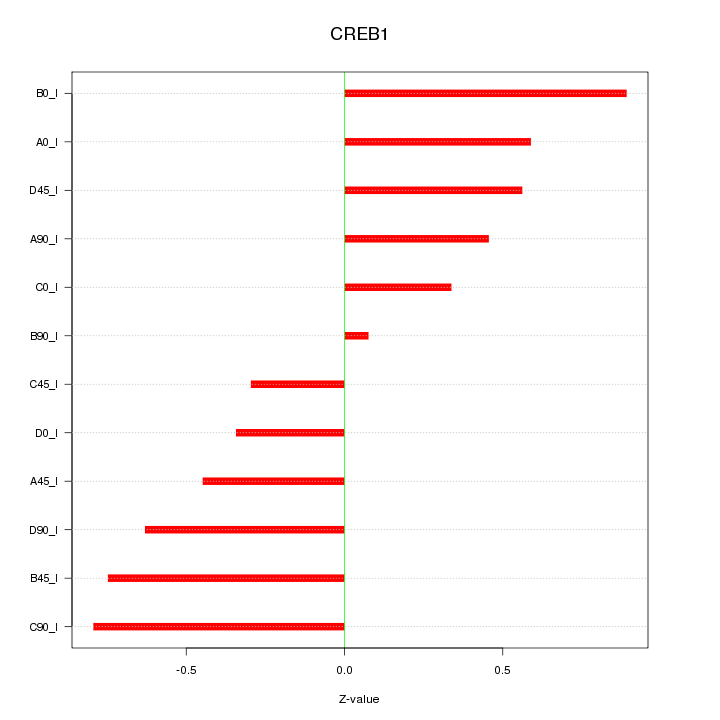 CREB1
B0_I
A0_I
D45_I
A90_I
C0_I
B90_I
C45_I
D0_I
A45_I
D90_I
B45_I
C90_I
-0.5 0.0 0.5
Z-value